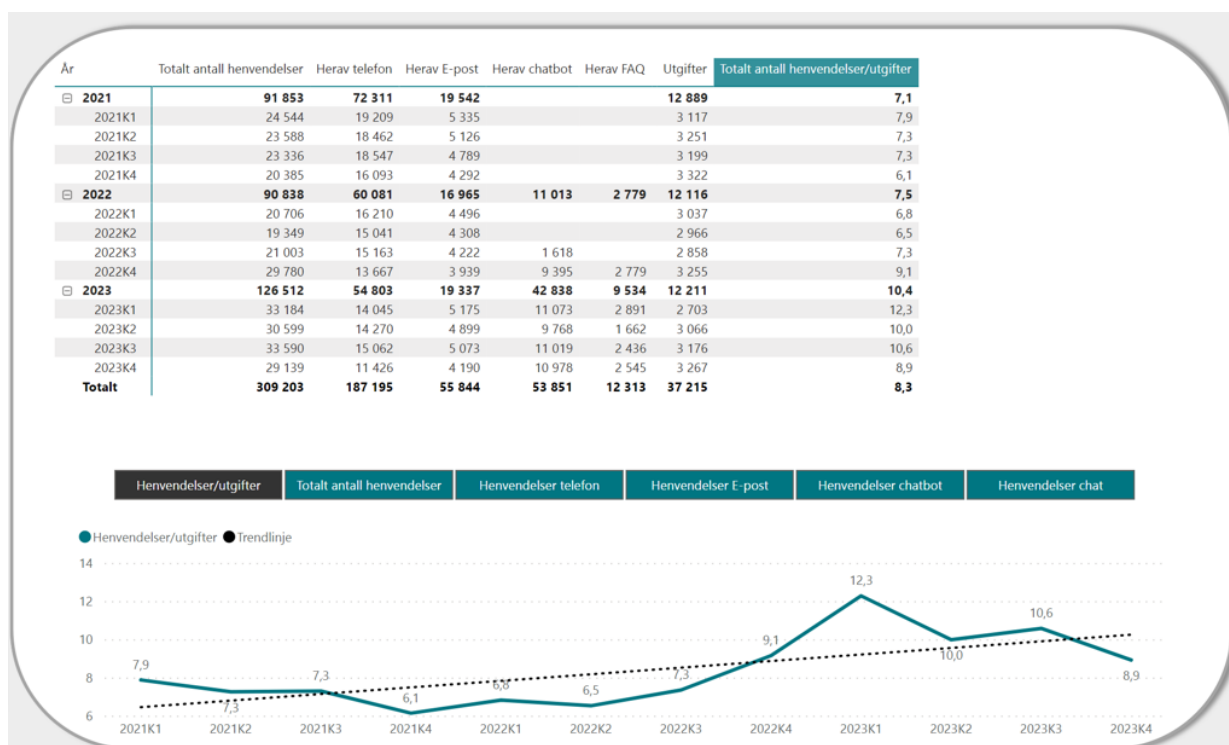 År Totalt antall henvendelser Herav telefon Herav E-post Herav chatbot Herav FAQ Utgifter Totalt antall henvendelser/utgifter
2021 91 853 72 311 19 542 12 889 7,1
2021K1 24 544 19 209 5 335 3 117 7,9
2021K2 23 588 18 462 5 126 3 251 7,3
2021K3 23 336 18 547 4 789 3 199 7,3
2021K4 20 385 16 093 4 292 3 322 6,1
2022 90 838 60 081 16 965 11 013 2 779 12 116 7,5
2022K1 20 706 16 210 4 496 3 037 6,8
2022K2 19 349 15 041 4 308 2 966 6,5
2022K3 21 003 15 163 4 222 1 618 2 858 7,3
2022K4 29 780 13 667 3 939 9 395 2 779 3 255 9,1
2023 126 512 54 803 19 337 42 838 9 534 12 211 10,4
2023K1 33 184 14 045 5 175 11 073 2 891 2 703 12,3
2023K2 30 599 14 270 4 899 9 768 1 662 3 066 10,0
2023K3 33 590 15 062 5 073 11 019 2 436 3 176 10,6
2023K4 29 139 11 426 4 190 10 978 2 545 3 267 8,9
Totalt 309 203 187 195 55 844 53 851 12 313 37 215 8,3
Henvendelser/utgifter Totalt antall henvendelser Henvendelser telefon Henvendelser E-post Henvendelser chatbot Henvendelser chat
Henvendelser/utgifter Trendlinje
14
12
10
8
6
7,9 7,3 7,3 6,1 6,8 6,5 7,3 9,1 12,3 10,0 10,6 8,9
2021K1 2021K2 2021K3 2021K4 2022K1 2022K2 2022K3 2022K4 2023K1 2023K2 2023K3 2023K4